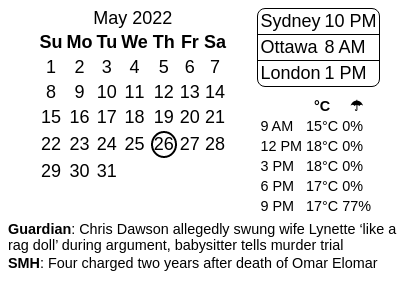 May 2022
Su Mo Tu We Th Fr Sa
1 2 3 4 5 6 7
8 9 10 11 12 13 14
15 16 17 18 19 20 21
22 23 24 25 26 27 28
29 30 31
Sydney 10 PM
Ottawa 8 AM
London 1 PM
°C ☂
9 AM 15°C 0%
12 PM 18°C 0%
3 PM 18°C 0%
6 PM 17°C 0%
9 PM 17°C 77%
Guardian: Chris Dawson allegedly swung wife Lynette ‘like a
rag doll’ during argument, babysitter tells murder trial
SMH: Four charged two years after death of Omar Elomar